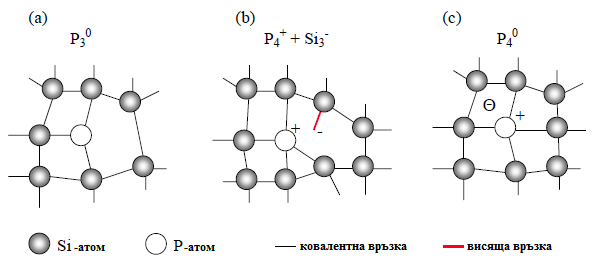 (a) (b) (c)
P₃⁰ P₄⁺ + Si₃⁻ P₄⁰
+
-
Θ
+
Si -атом P-атом ковалентна връзка висяща връзка